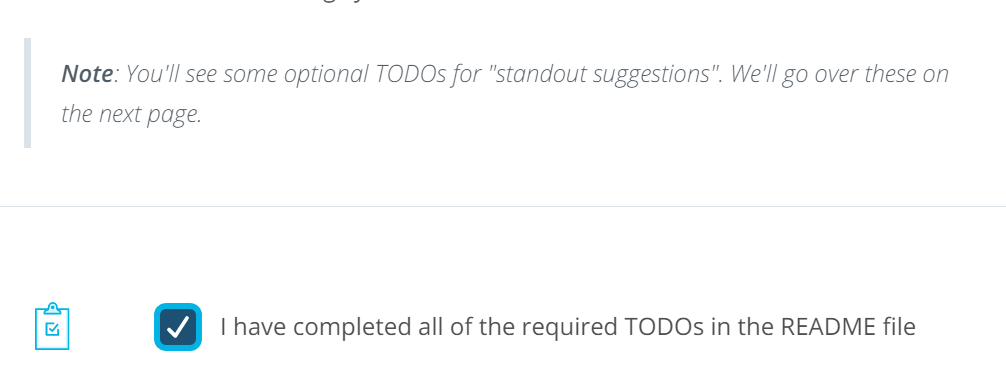 Note: You'll see some optional TODOs for "standout suggestions". We'll go over these on
the next page.
I have completed all of the required TODOs in the README file